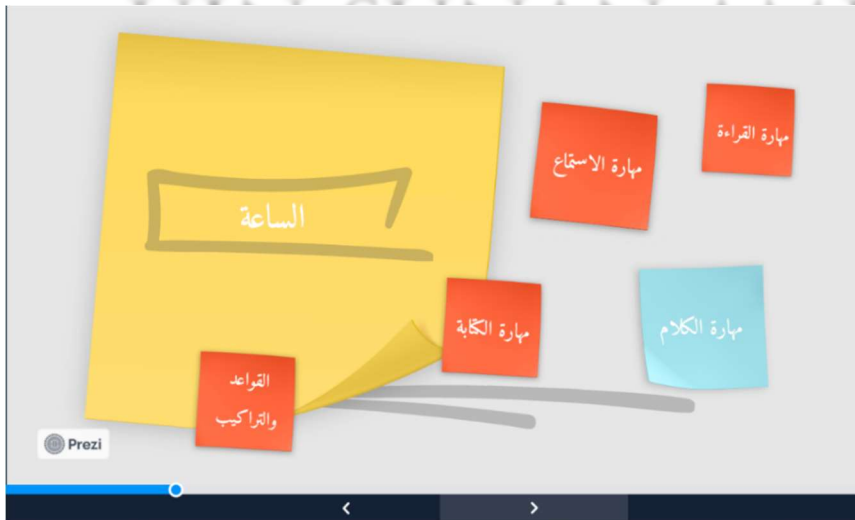 مهارة القراءة
مهارة الاستماع
الساعة
مهارة الكلام
مهارة الكتابة
القواعد
والتراكيب
Prezi